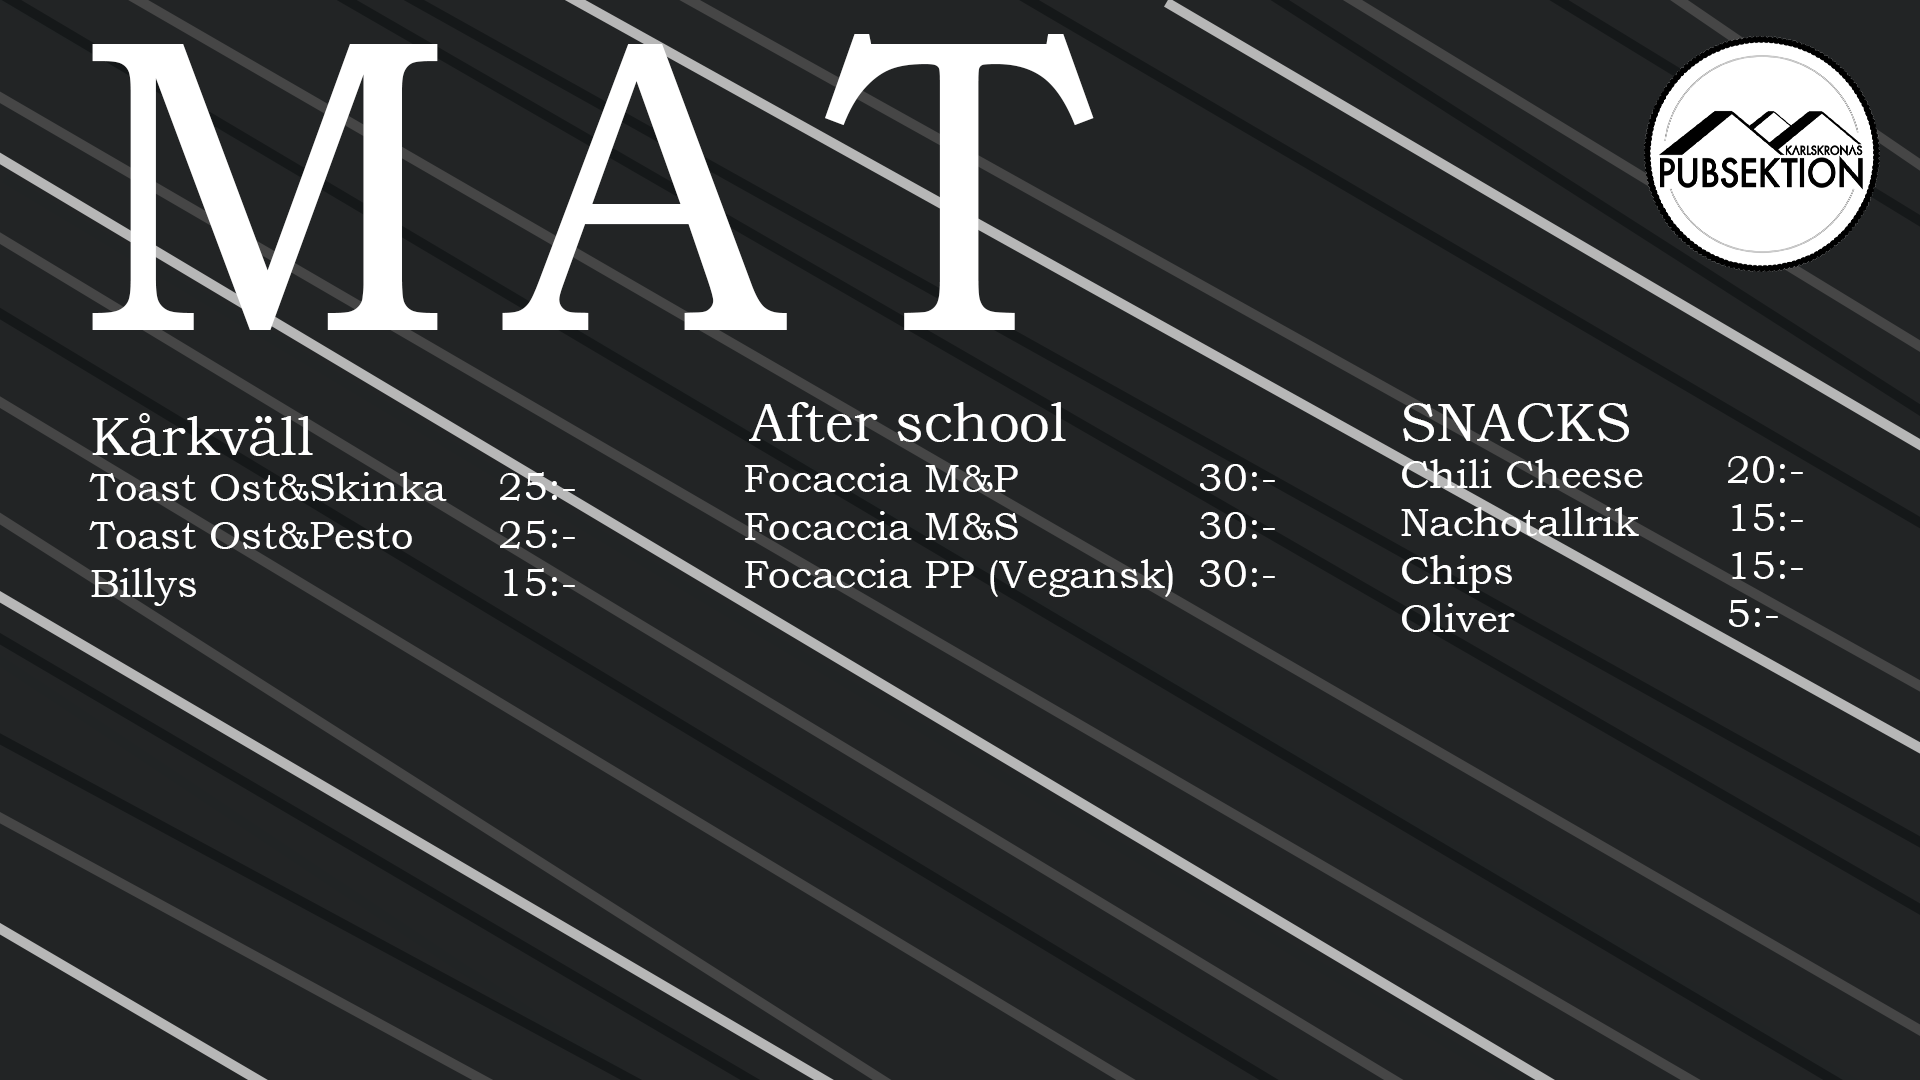 MAT
KARLSKRONAS
PUBSEKTION
Kårkväll
Toast Ost&Skinka 25:-
Toast Ost&Pesto 25:-
Billys 15:-
After school
Focaccia M&P 30:-
Focaccia M&S 30:-
Focaccia PP (Vegansk) 30:-
SNACKS
Chili Cheese 20:-
Nachotallrik 15:-
Chips 15:-
Oliver 5:-